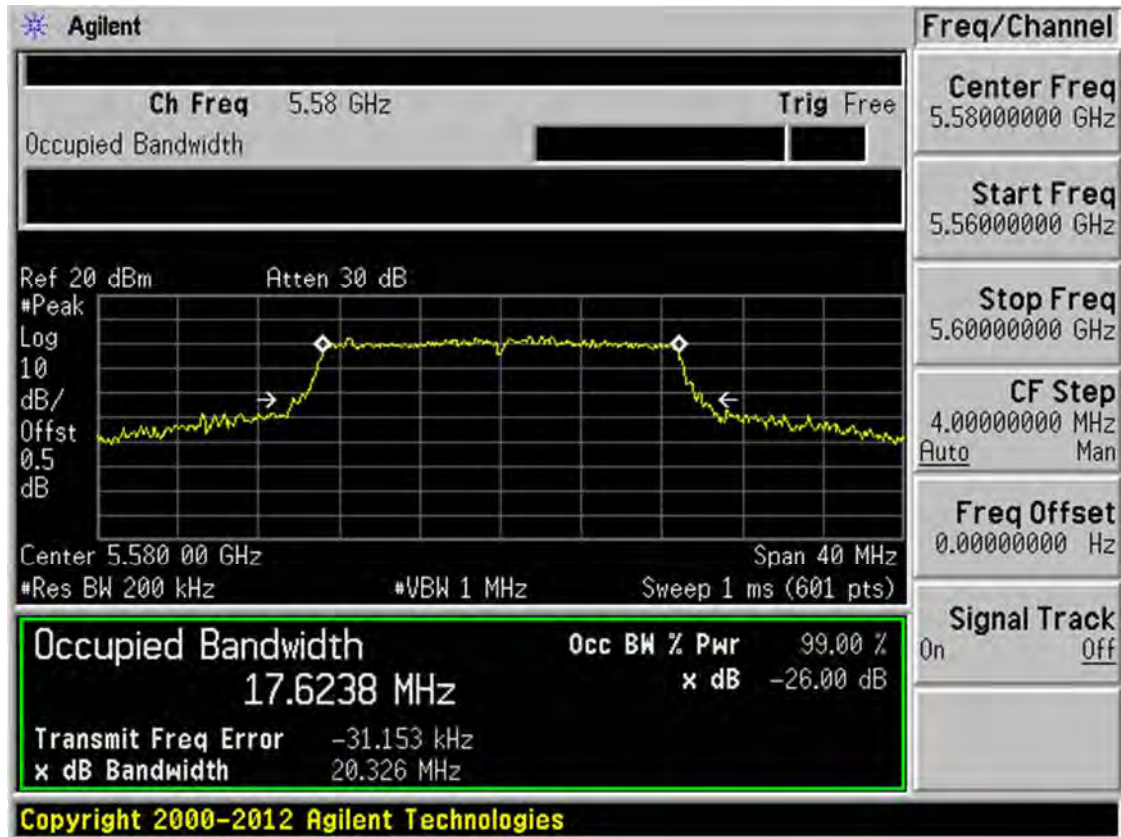 Agilent
Freq/Channel
Ch Freq 5.58 GHz Trig Free
Occupied Bandwidth
Center Freq
5.58000000 GHz
Start Freq
5.56000000 GHz
Stop Freq
5.60000000 GHz
CF Step
4.00000000 MHz
Auto Man
Freq Offset
0.00000000 Hz
Signal Track
On Off
Ref 20 dBm Atten 30 dB
#Peak
Log
10
dB/
Offst
0.5
dB
Center 5.580 00 GHz Span 40 MHz
#Res BW 200 kHz #VBW 1 MHz Sweep 1 ms (601 pts)
Occupied Bandwidth Occ BW % Pwr 99.00 %
17.6238 MHz x dB -26.00 dB
Transmit Freq Error -31.153 kHz
x dB Bandwidth 20.326 MHz
Copyright 2000-2012 Agilent Technologies